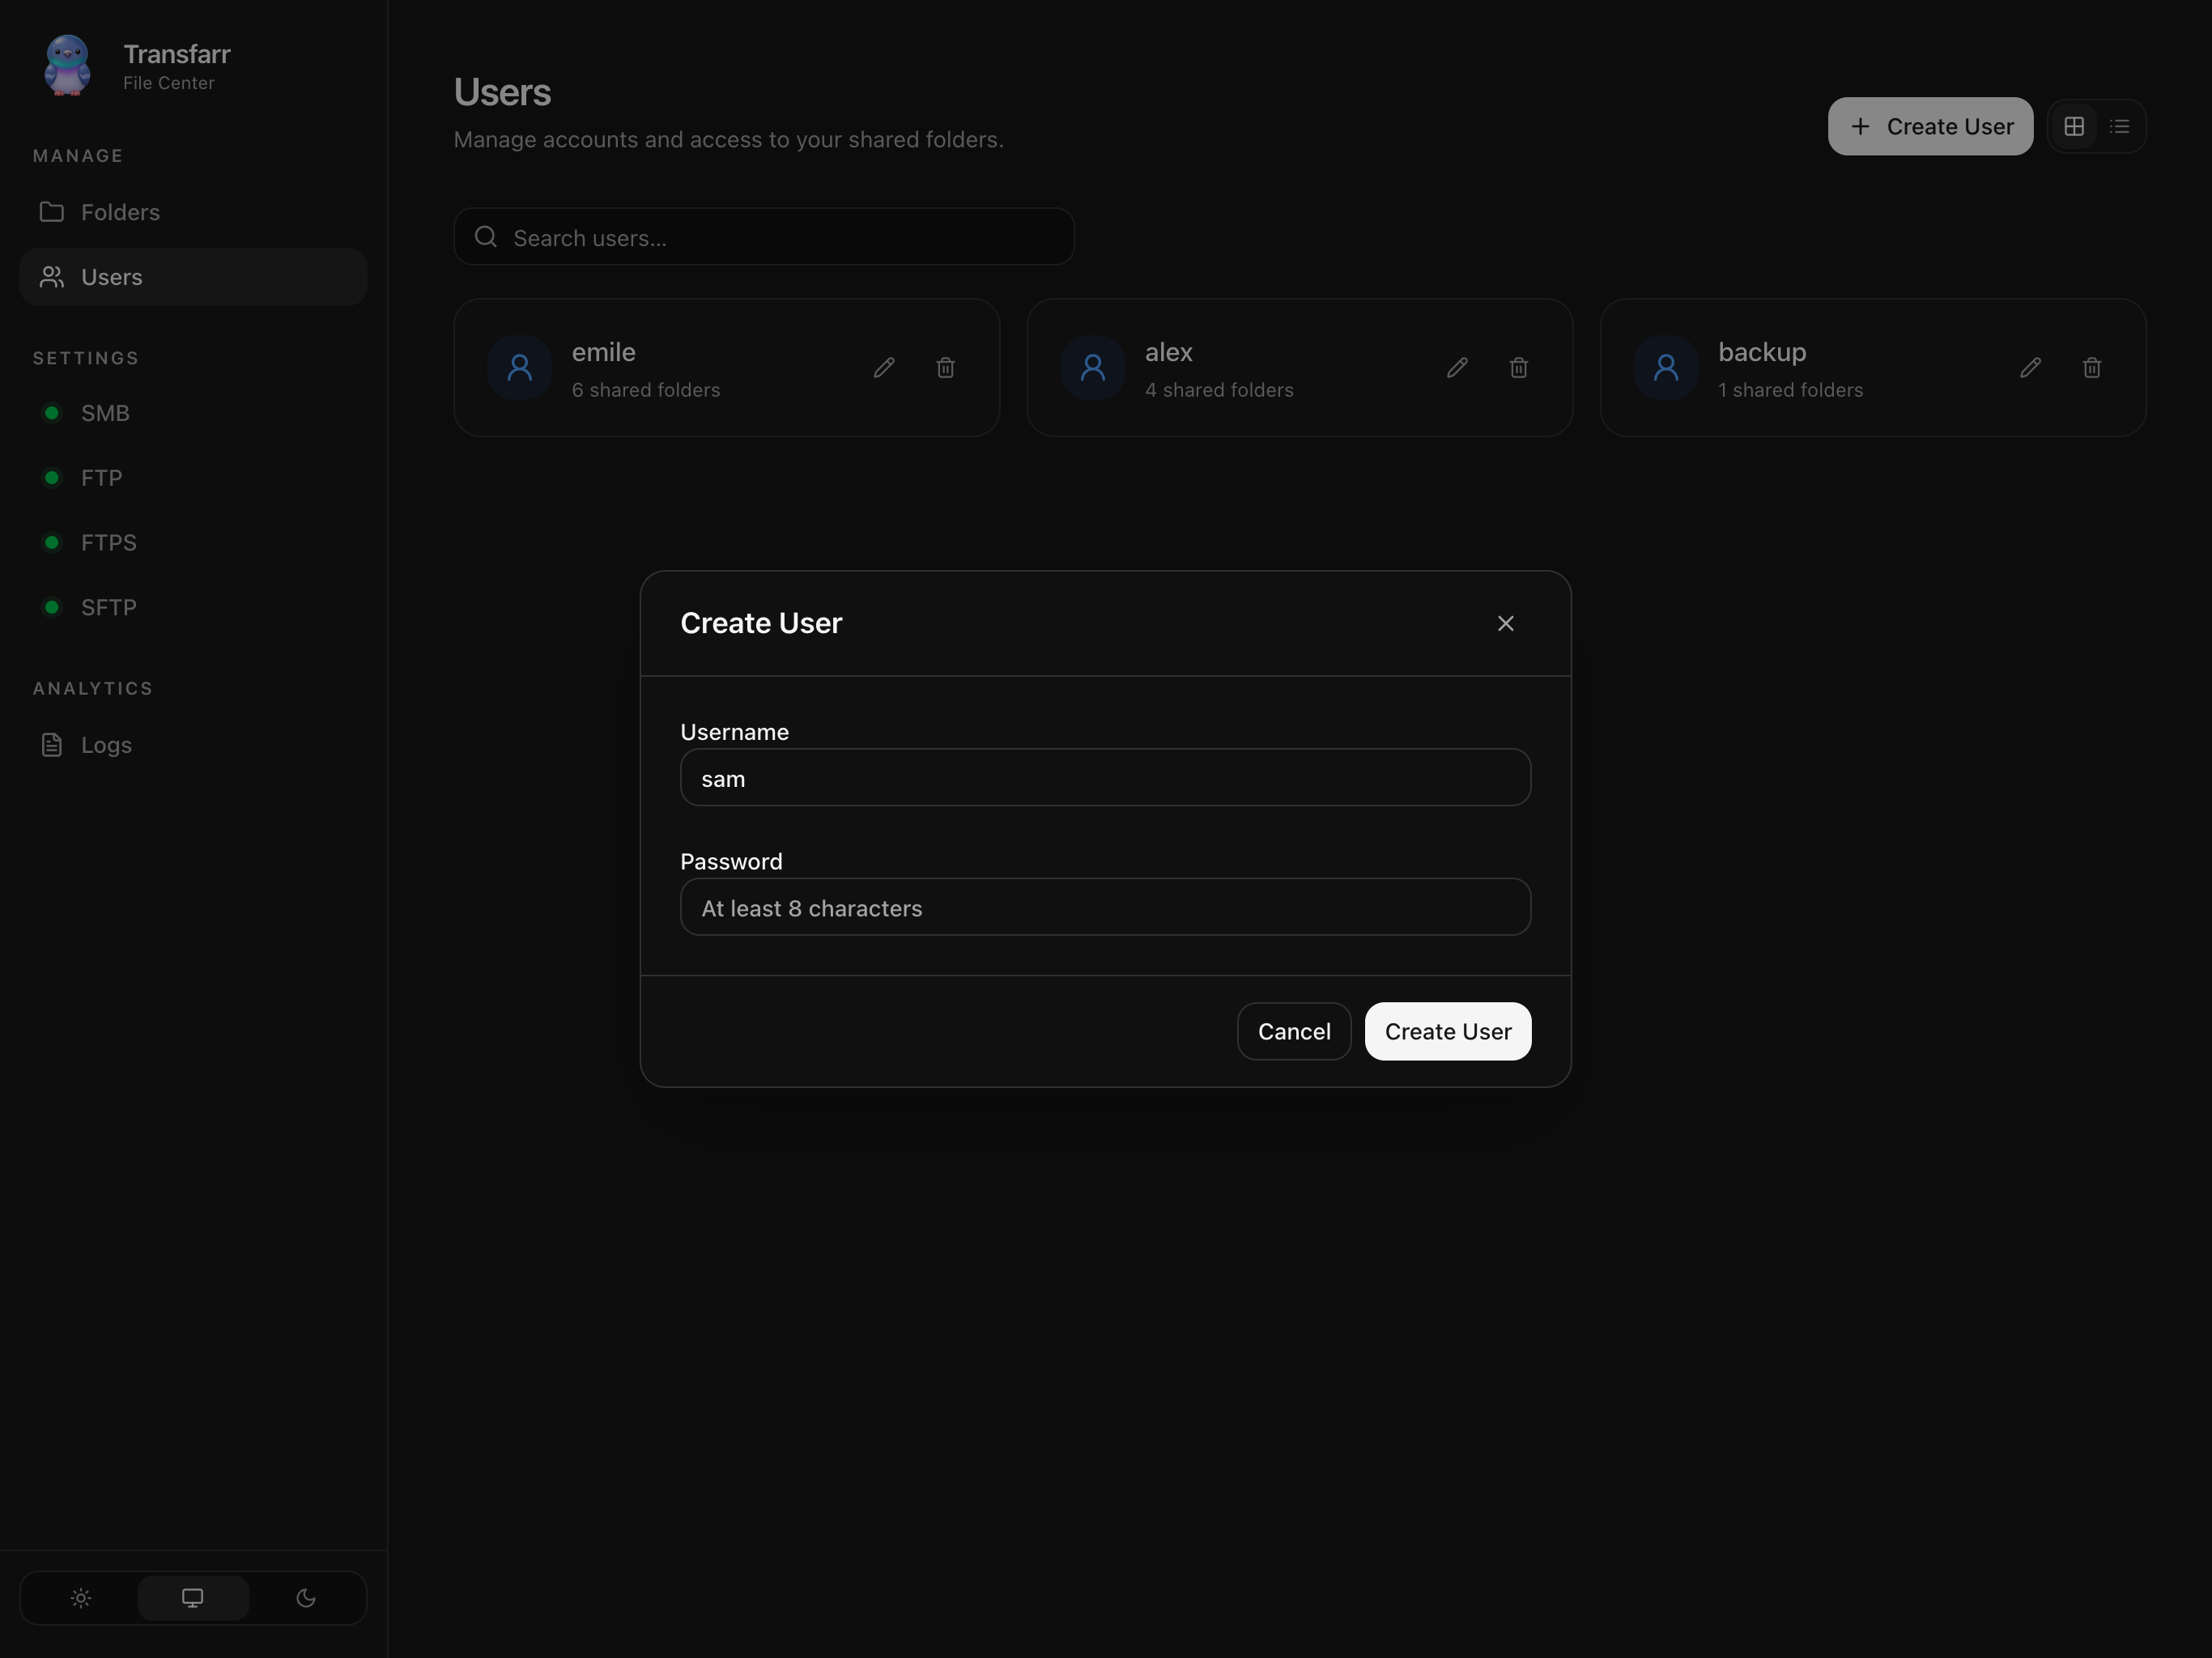 Transfarr
File Center
MANAGE
Folders
Users
SETTINGS
SMB
FTP
FTPS
SFTP
ANALYTICS
Logs
Users
Manage accounts and access to your shared folders.
Create User
Search users...
emile
6 shared folders
alex
4 shared folders
backup
1 shared folders
Create User
Username
sam
Password
At least 8 characters
Cancel
Create User